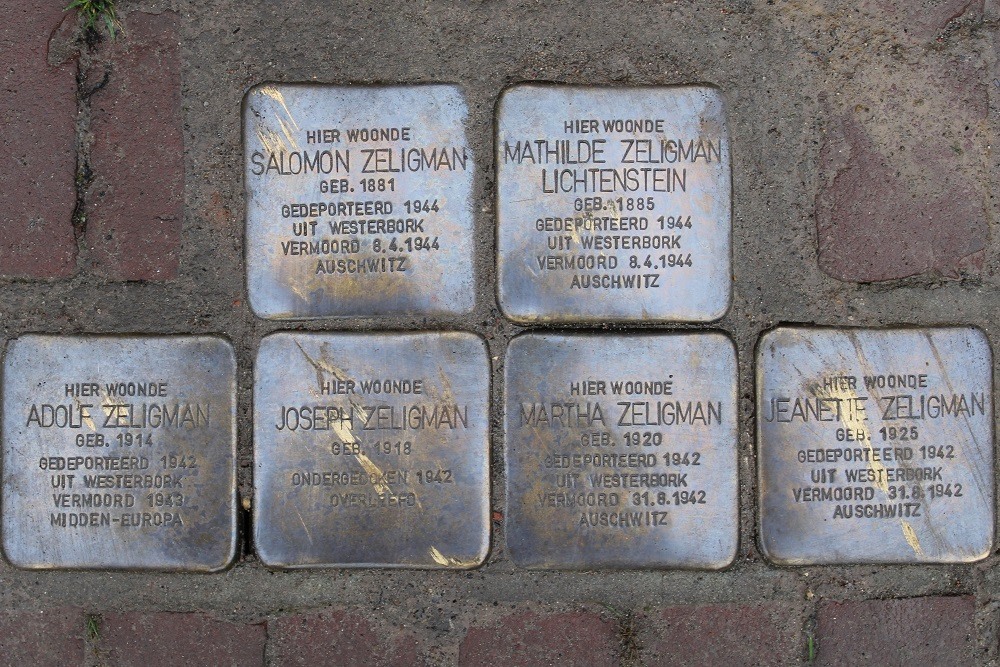 HIER WOONDE
SALOMON ZELIGMAN
GEB. 1881
GEDEPORTEERD 1944
UIT WESTERBORK
VERMOORD 8.4.1944
AUSCHWITZ
HIER WOONDE
MATHILDE ZELIGMAN
LICHTENSTEIN
GEB. 1885
GEDEPORTEERD 1944
UIT WESTERBORK
VERMOORD 8.4.1944
AUSCHWITZ
HIER WOONDE
ADOLF ZELIGMAN
GEB. 1914
GEDEPORTEERD 1942
UIT WESTERBORK
VERMOORD 1943
MIDDEN-EUROPA
HIER WOONDE
JOSEPH ZELIGMAN
GEB. 1918
ONDERGEDOKEN 1942
OVERLEEFD
HIER WOONDE
MARTHA ZELIGMAN
GEB. 1920
GEDEPORTEERD 1942
UIT WESTERBORK
VERMOORD 31.8.1942
AUSCHWITZ
HIER WOONDE
JEANETTE ZELIGMAN
GEB. 1925
GEDEPORTEERD 1942
UIT WESTERBORK
VERMOORD 31.8.1942
AUSCHWITZ